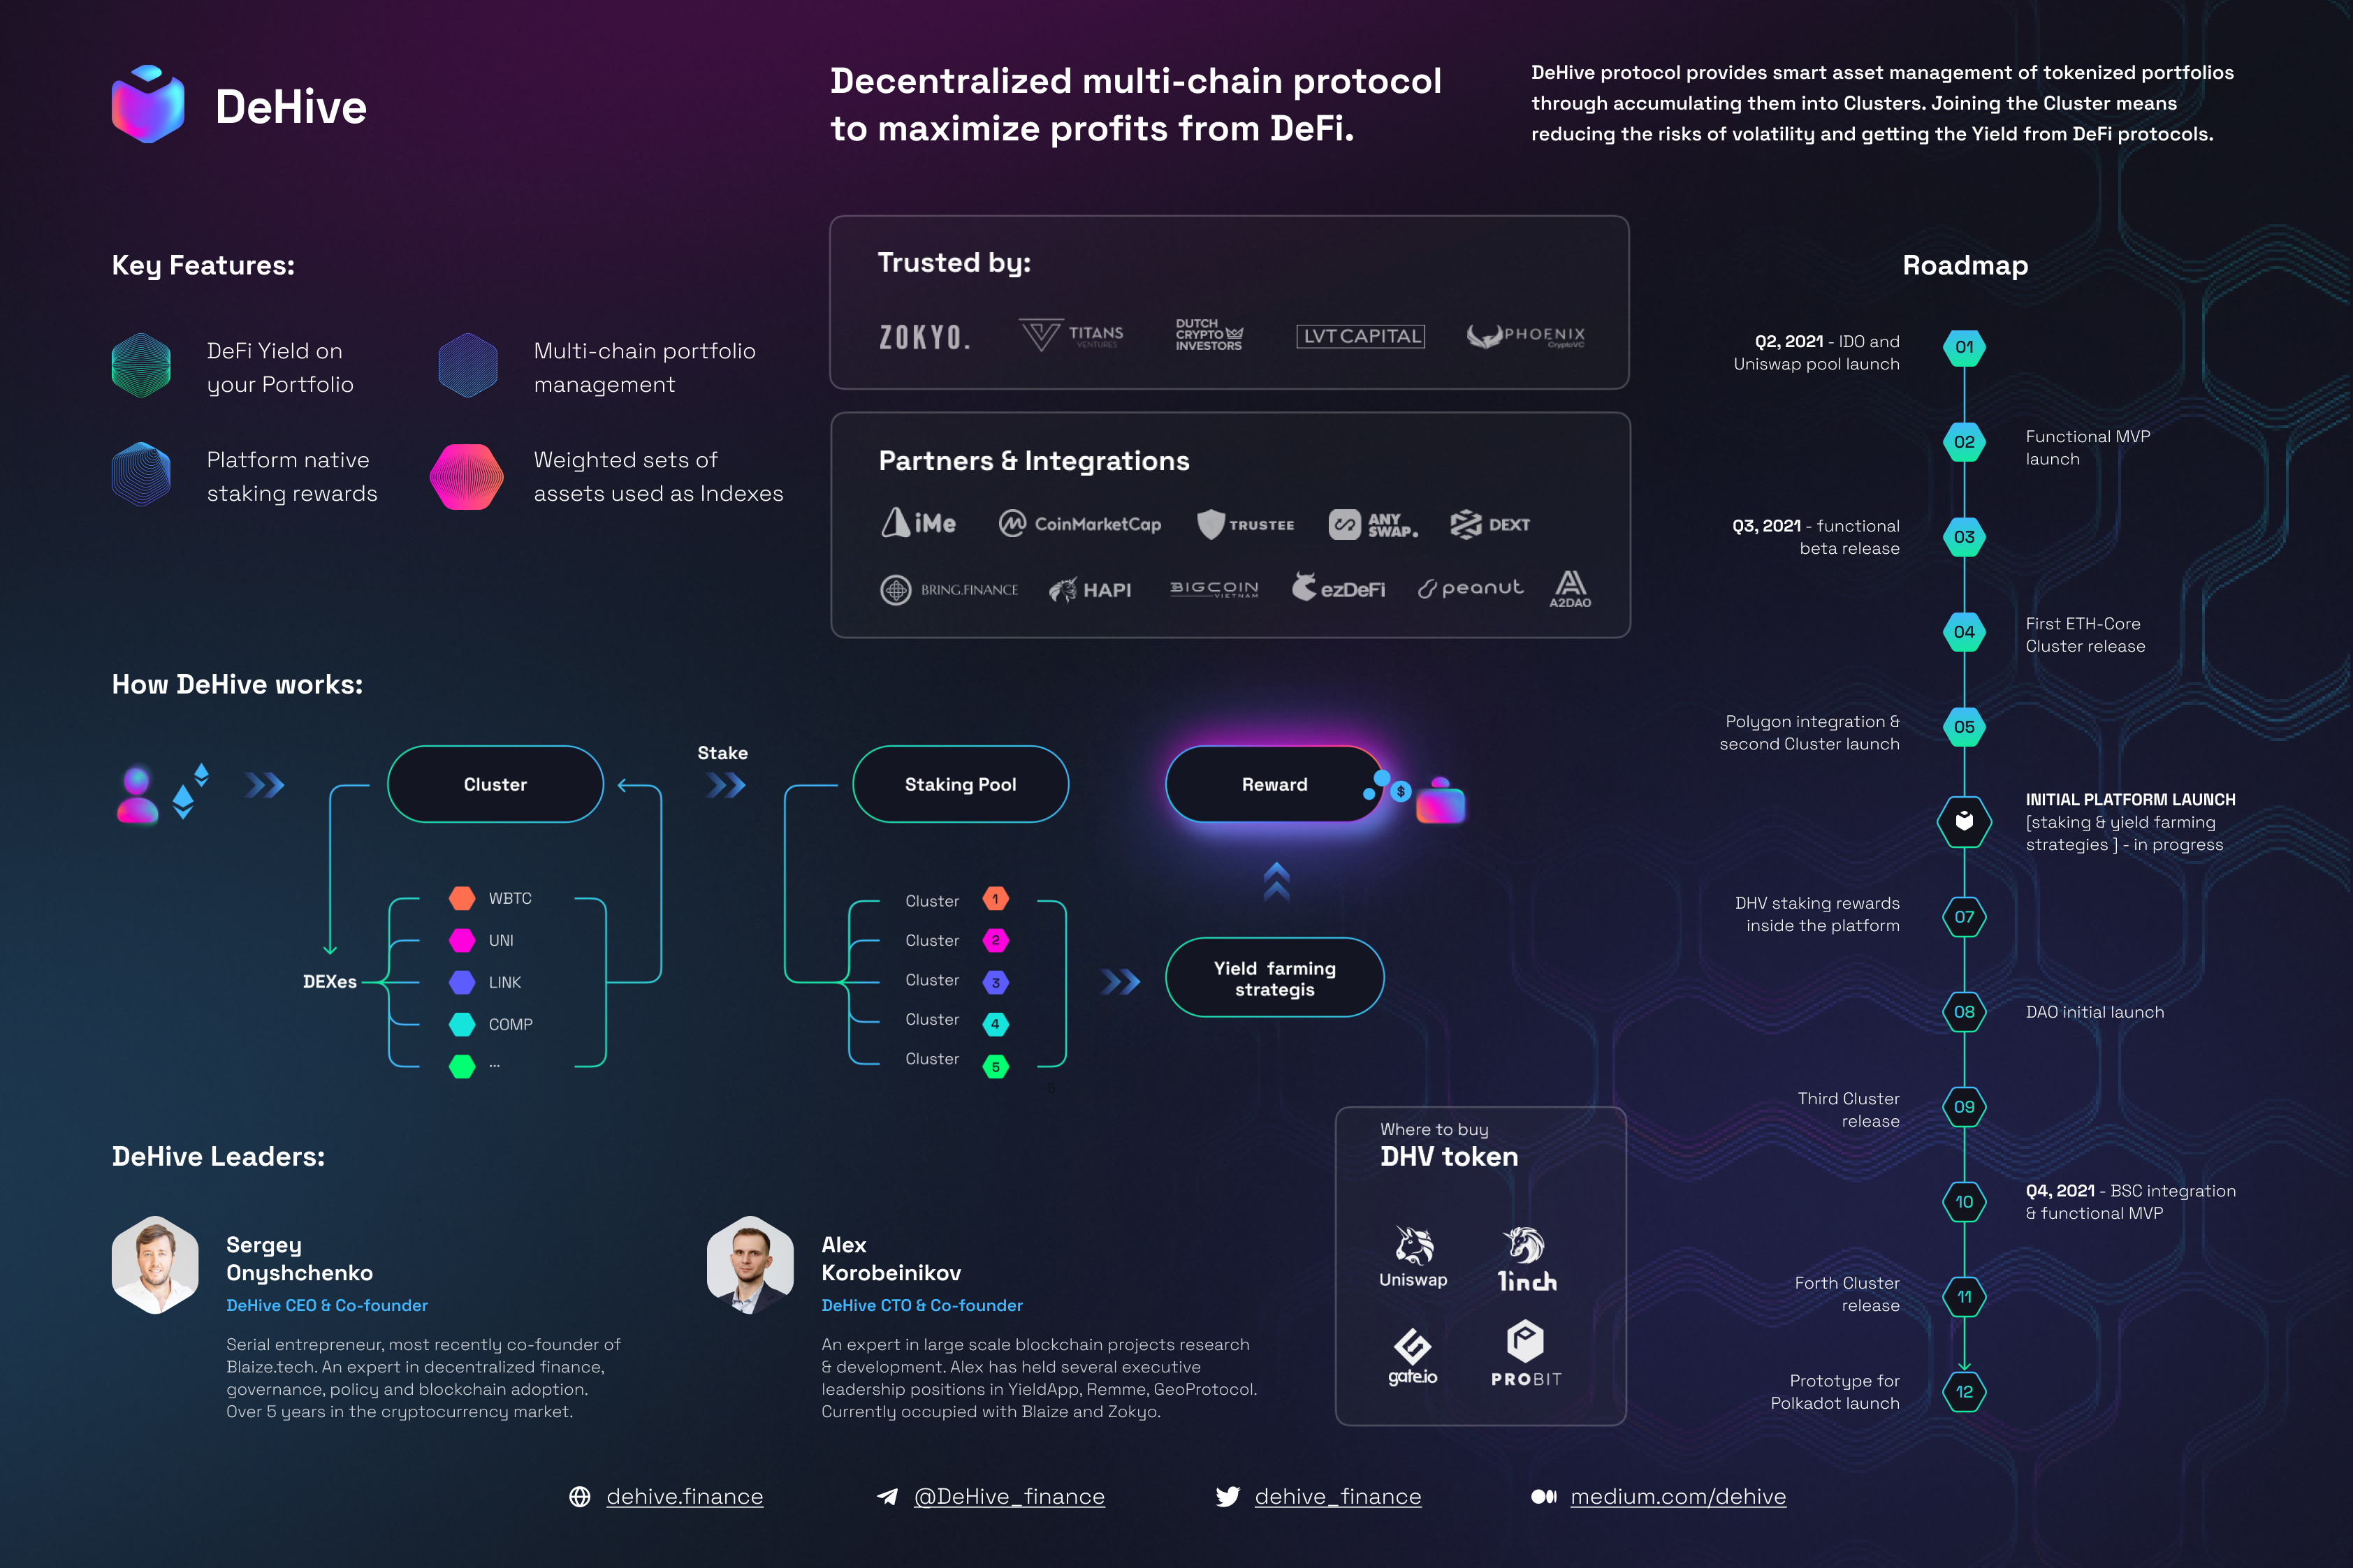 DeHive
Decentralized multi-chain protocol
to maximize profits from DeFi.
DeHive protocol provides smart asset management of tokenized portfolios
through accumulating them into Clusters. Joining the Cluster means
reducing the risks of volatility and getting the Yield from DeFi protocols.
Key Features:
DeFi Yield on
your Portfolio
Multi-chain portfolio
management
Platform native
staking rewards
Weighted sets of
assets used as Indexes
Trusted by:
ZOKYO.
TITANS
VENTURES
DUTCH
CRYPTO
INVESTORS
LVT CAPITAL
PHOENIX
CryptoVC
Partners & Integrations
iMe
CoinMarketCap
TRUSTEE
ANY
SWAP.
DEXT
BRING.FINANCE
HAPI
BIGCOIN
VIETNAM
ezDeFi
peanut
A2DAO
How DeHive works:
Cluster
Stake
Staking Pool
Reward
$
DEXes
WBTC
UNI
LINK
COMP
...
Cluster 1
Cluster 2
Cluster 3
Cluster 4
Cluster 5
Yield farming
strategis
DeHive Leaders:
Sergey
Onyshchenko
DeHive CEO & Co-founder
Serial entrepreneur, most recently co-founder of
Blaize.tech. An expert in decentralized finance,
governance, policy and blockchain adoption.
Over 5 years in the cryptocurrency market.
Alex
Korobeinikov
DeHive CTO & Co-founder
An expert in large scale blockchain projects research
& development. Alex has held several executive
leadership positions in YieldApp, Remme, GeoProtocol.
Currently occupied with Blaize and Zokyo.
Where to buy
DHV token
Uniswap
1inch
gate.io
PROBIT
Roadmap
Q2, 2021 - IDO and
Uniswap pool launch
01
02
Functional MVP
launch
Q3, 2021 - functional
beta release
03
04
First ETH-Core
Cluster release
Polygon integration &
second Cluster launch
05
INITIAL PLATFORM LAUNCH
[staking & yield farming
strategies ] - in progress
DHV staking rewards
inside the platform
07
08
DAO initial launch
Third Cluster
release
09
10
Q4, 2021 - BSC integration
& functional MVP
Forth Cluster
release
11
Prototype for
Polkadot launch
12
dehive.finance
@DeHive_finance
dehive_finance
medium.com/dehive